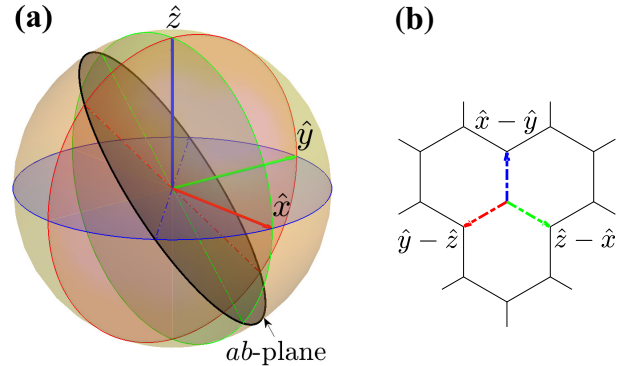 (a)
ẑ
ŷ
x̂
ab-plane
(b)
x̂ − ŷ
ŷ − ẑ
ẑ − x̂